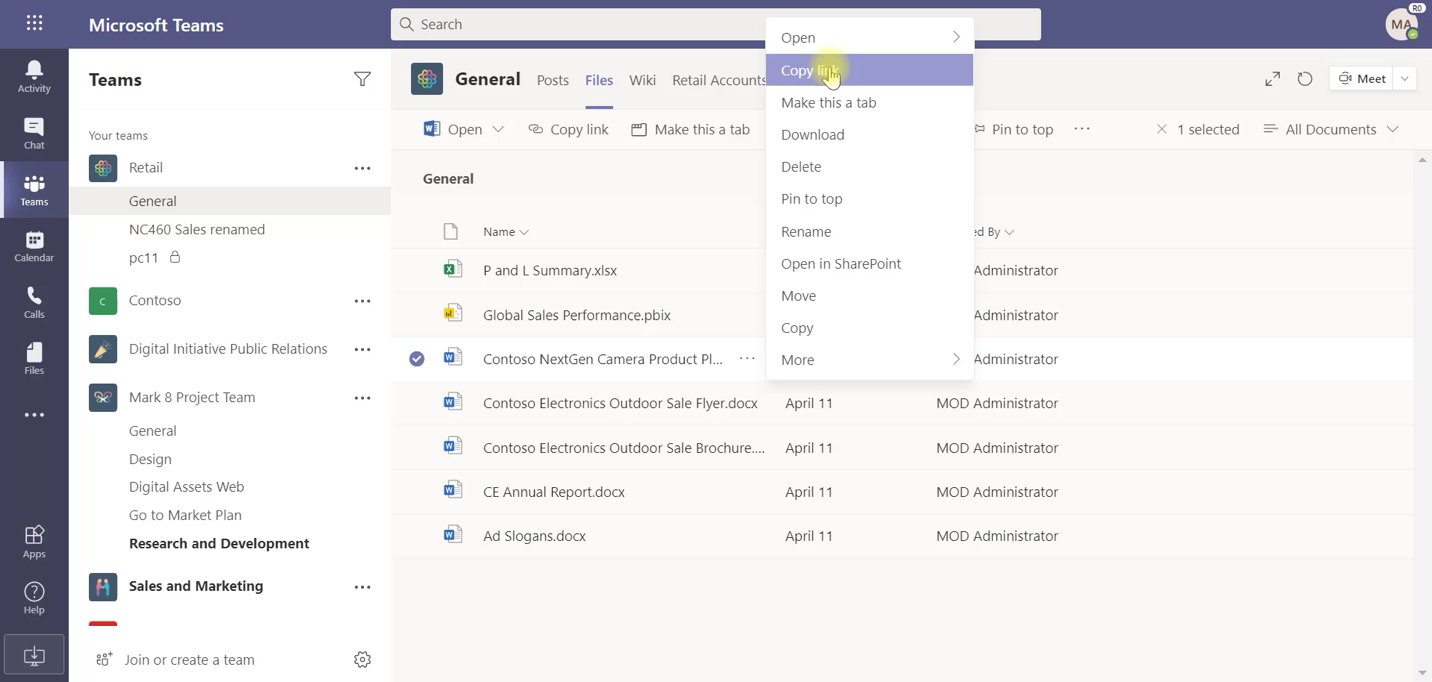 Microsoft Teams
Search
MA
R0
Activity
Chat
Teams
Calendar
Calls
Files
Apps
Help
Teams
Your teams
Retail
General
NC460 Sales renamed
pc11
C
Contoso
Digital Initiative Public Relations
Mark 8 Project Team
General
Design
Digital Assets Web
Go to Market Plan
Research and Development
Sales and Marketing
Join or create a team
General Posts Files Wiki Retail Accounts
Meet
Open Copy link Make this a tab Pin to top 1 selected All Documents
General
Name
ed By
P and L Summary.xlsx Administrator
Global Sales Performance.pbix Administrator
Contoso NextGen Camera Product Pl... Administrator
Contoso Electronics Outdoor Sale Flyer.docx April 11 MOD Administrator
Contoso Electronics Outdoor Sale Brochure.... April 11 MOD Administrator
CE Annual Report.docx April 11 MOD Administrator
Ad Slogans.docx April 11 MOD Administrator
Open
Copy link
Make this a tab
Download
Delete
Pin to top
Rename
Open in SharePoint
Move
Copy
More